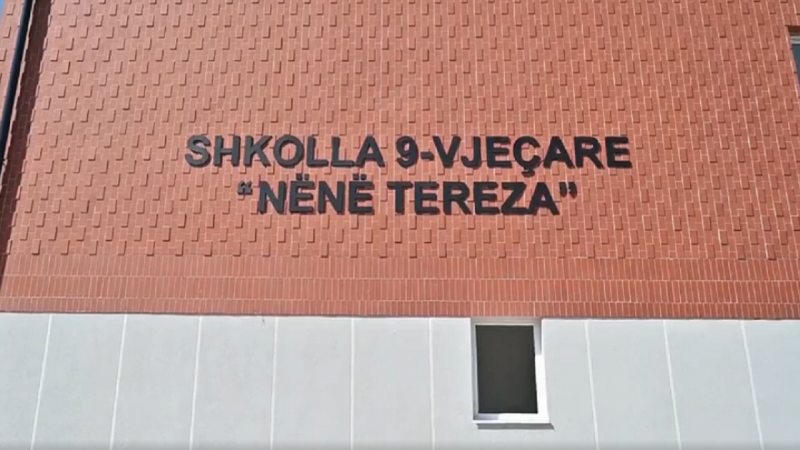 SHKOLLA 9-VJEÇARE
“NËNË TEREZA”